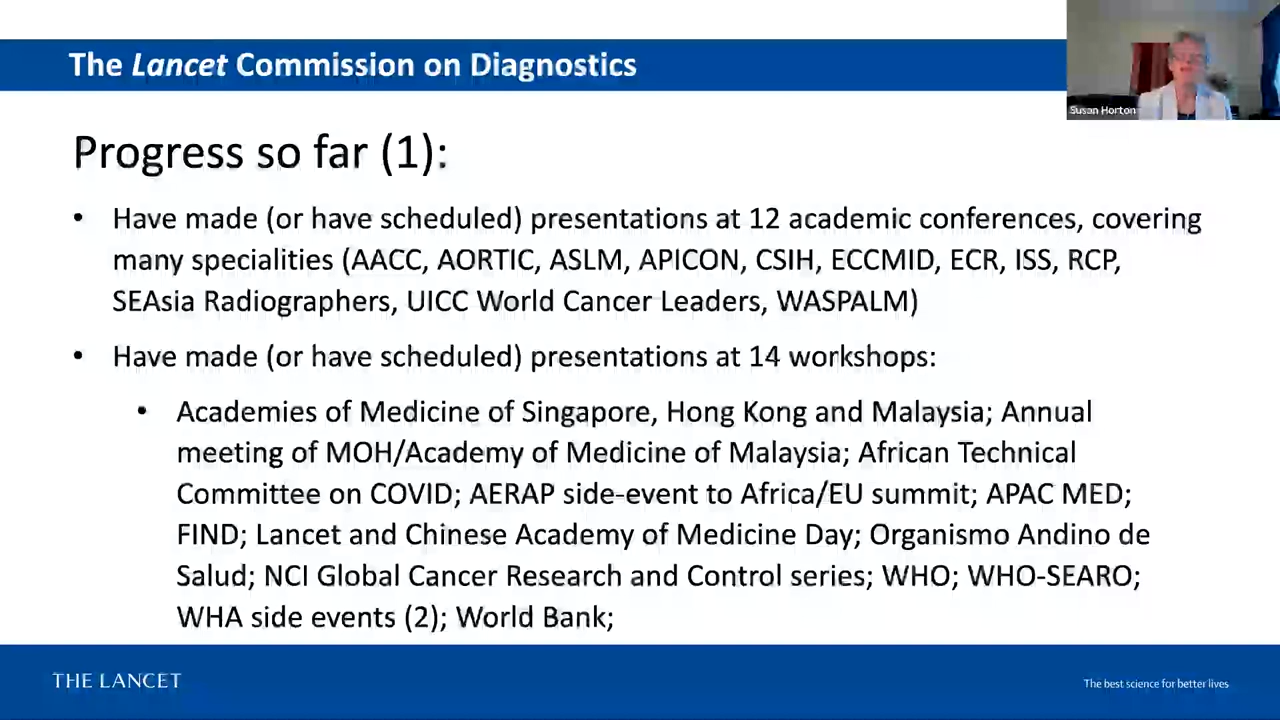 The Lancet Commission on Diagnostics
Susan Horton
Progress so far (1):
• Have made (or have scheduled) presentations at 12 academic conferences, covering
many specialities (AACC, AORTIC, ASLM, APICON, CSIH, ECCMID, ECR, ISS, RCP,
SEAsia Radiographers, UICC World Cancer Leaders, WASPALM)
• Have made (or have scheduled) presentations at 14 workshops:
• Academies of Medicine of Singapore, Hong Kong and Malaysia; Annual
meeting of MOH/Academy of Medicine of Malaysia; African Technical
Committee on COVID; AERAP side-event to Africa/EU summit; APAC MED;
FIND; Lancet and Chinese Academy of Medicine Day; Organismo Andino de
Salud; NCI Global Cancer Research and Control series; WHO; WHO-SEARO;
WHA side events (2); World Bank;
THE LANCET
The best science for better lives